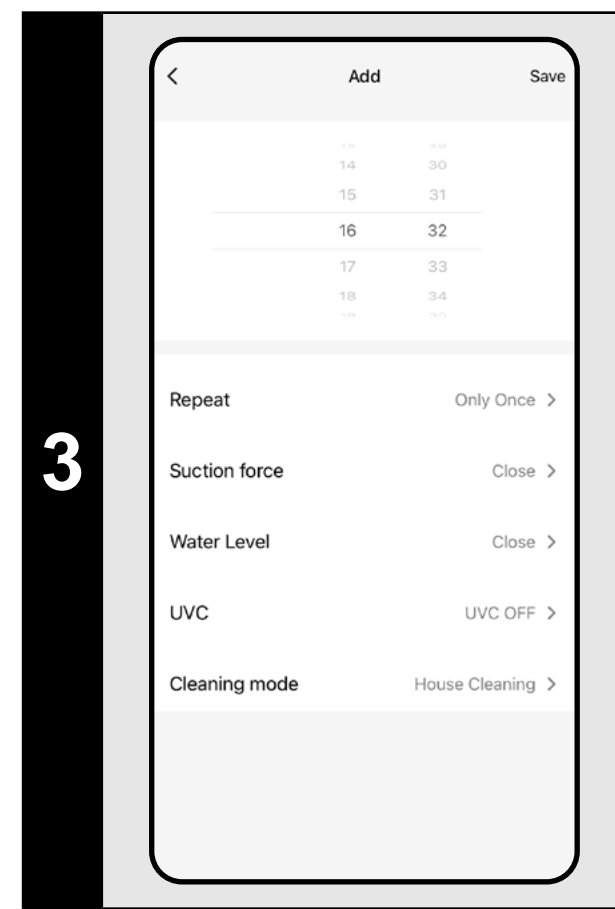 Add Save
14 30
15 31
16 32
17 33
18 34
3
Repeat Only Once
Suction force Close
Water Level Close
UVC UVC OFF
Cleaning mode House Cleaning